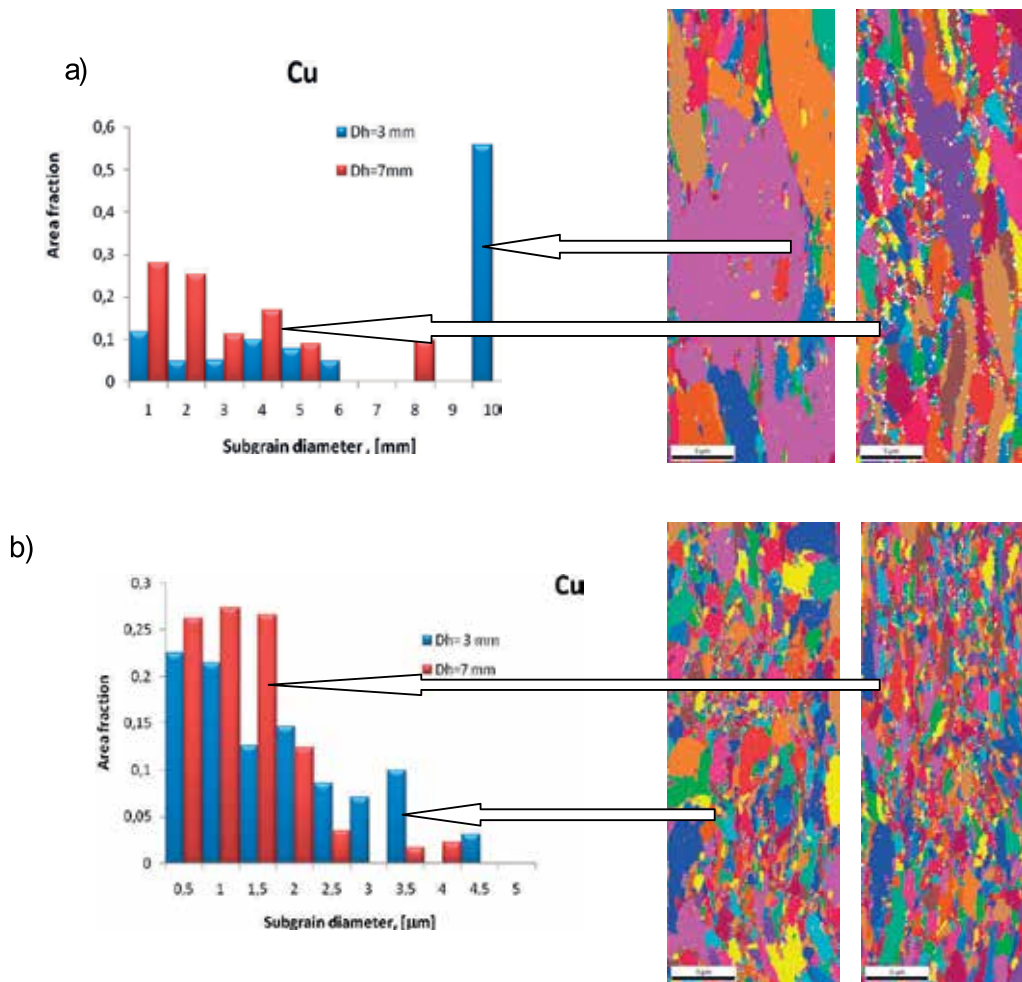 a)
Cu
Area fraction
0,6
0,5
0,4
0,3
0,2
0,1
0
Dh=3 mm
Dh=7mm
1 2 3 4 5 6 7 8 9 10
Subgrain diameter , [mm]
b)
Cu
Area fraction
0,3
0,25
0,2
0,15
0,1
0,05
0
Dh= 3 mm
Dh=7 mm
0,5 1 1,5 2 2,5 3 3,5 4 4,5 5
Subgrain diameter, [µm]